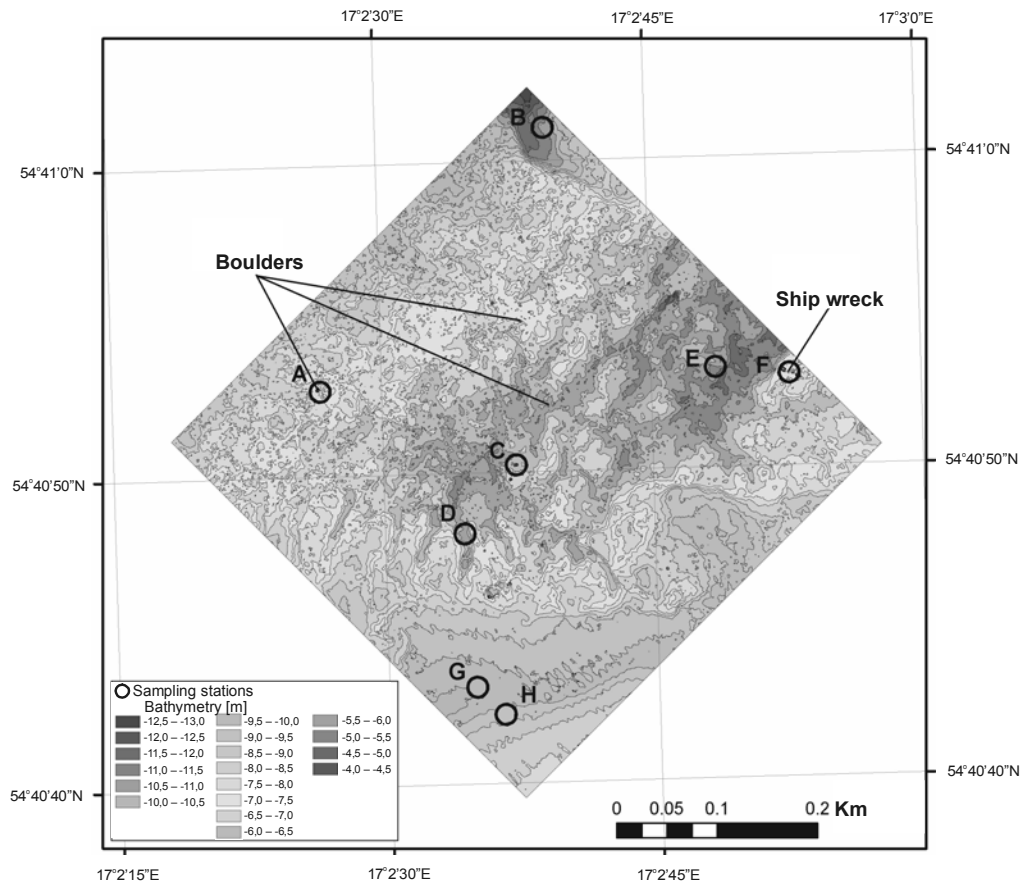 17°2'30"E 17°2'45"E 17°3'0"E
B
54°41'0"N
54°41'0"N
Boulders
Ship wreck
E F
A
C
54°40'50"N
54°40'50"N
D
G
H
Sampling stations
Bathymetry [m]
-12,5 – -13,0 -9,5 – -10,0 -5,5 – -6,0
-12,0 – -12,5 -9,0 – -9,5 -5,0 – -5,5
-11,5 – -12,0 -8,5 – -9,0 -4,5 – -5,0
-11,0 – -11,5 -8,0 – -8,5 -4,0 – -4,5
-10,5 – -11,0 -7,5 – -8,0
-10,0 – -10,5 -7,0 – -7,5
-6,5 – -7,0
-6,0 – -6,5
54°40'40"N
54°40'40"N
0 0.05 0.1 0.2 Km
17°2'15"E 17°2'30"E 17°2'45"E